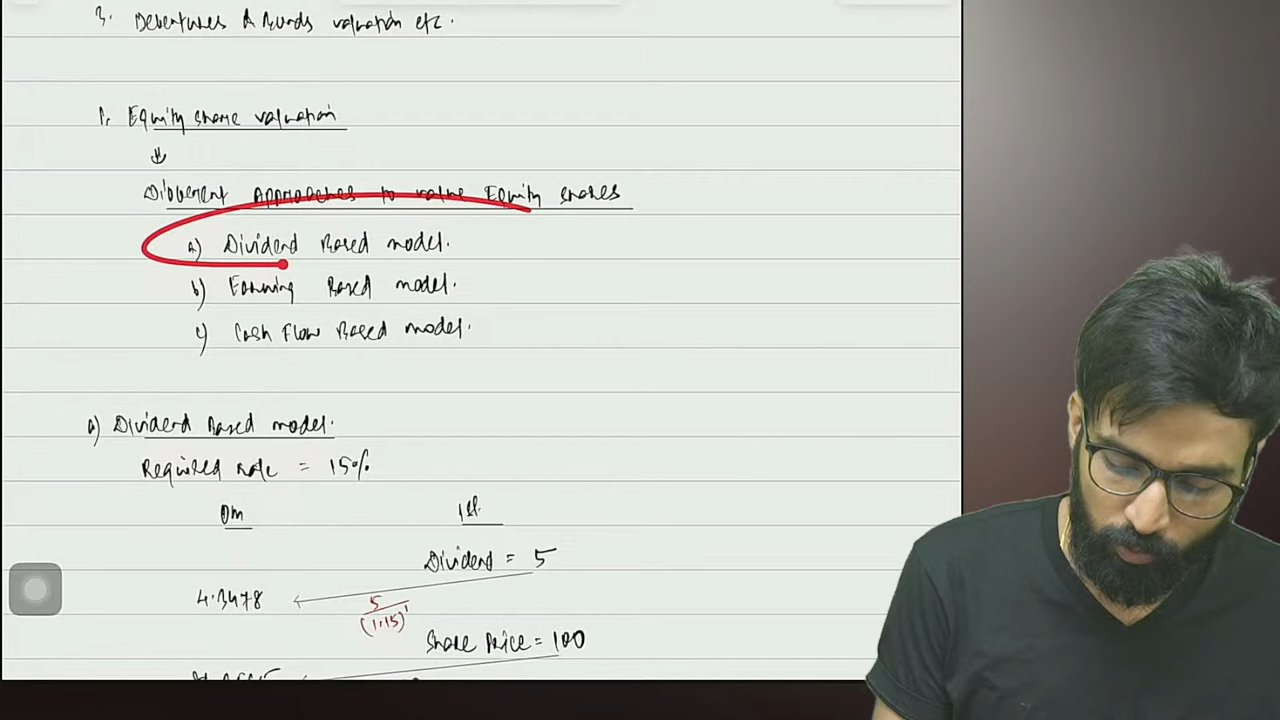 3. Debentures & Bonds valuation etc.
1. Equity share valuation
Different Approaches to value Equity shares
a) Dividend Based model.
b) Earning Based model.
c) Cash Flow Based model.
a) Dividend Based model.
Required rate = 15%
0m 1st.
Dividend = 5
4.3478 5/(1.15)¹
Share Price = 100